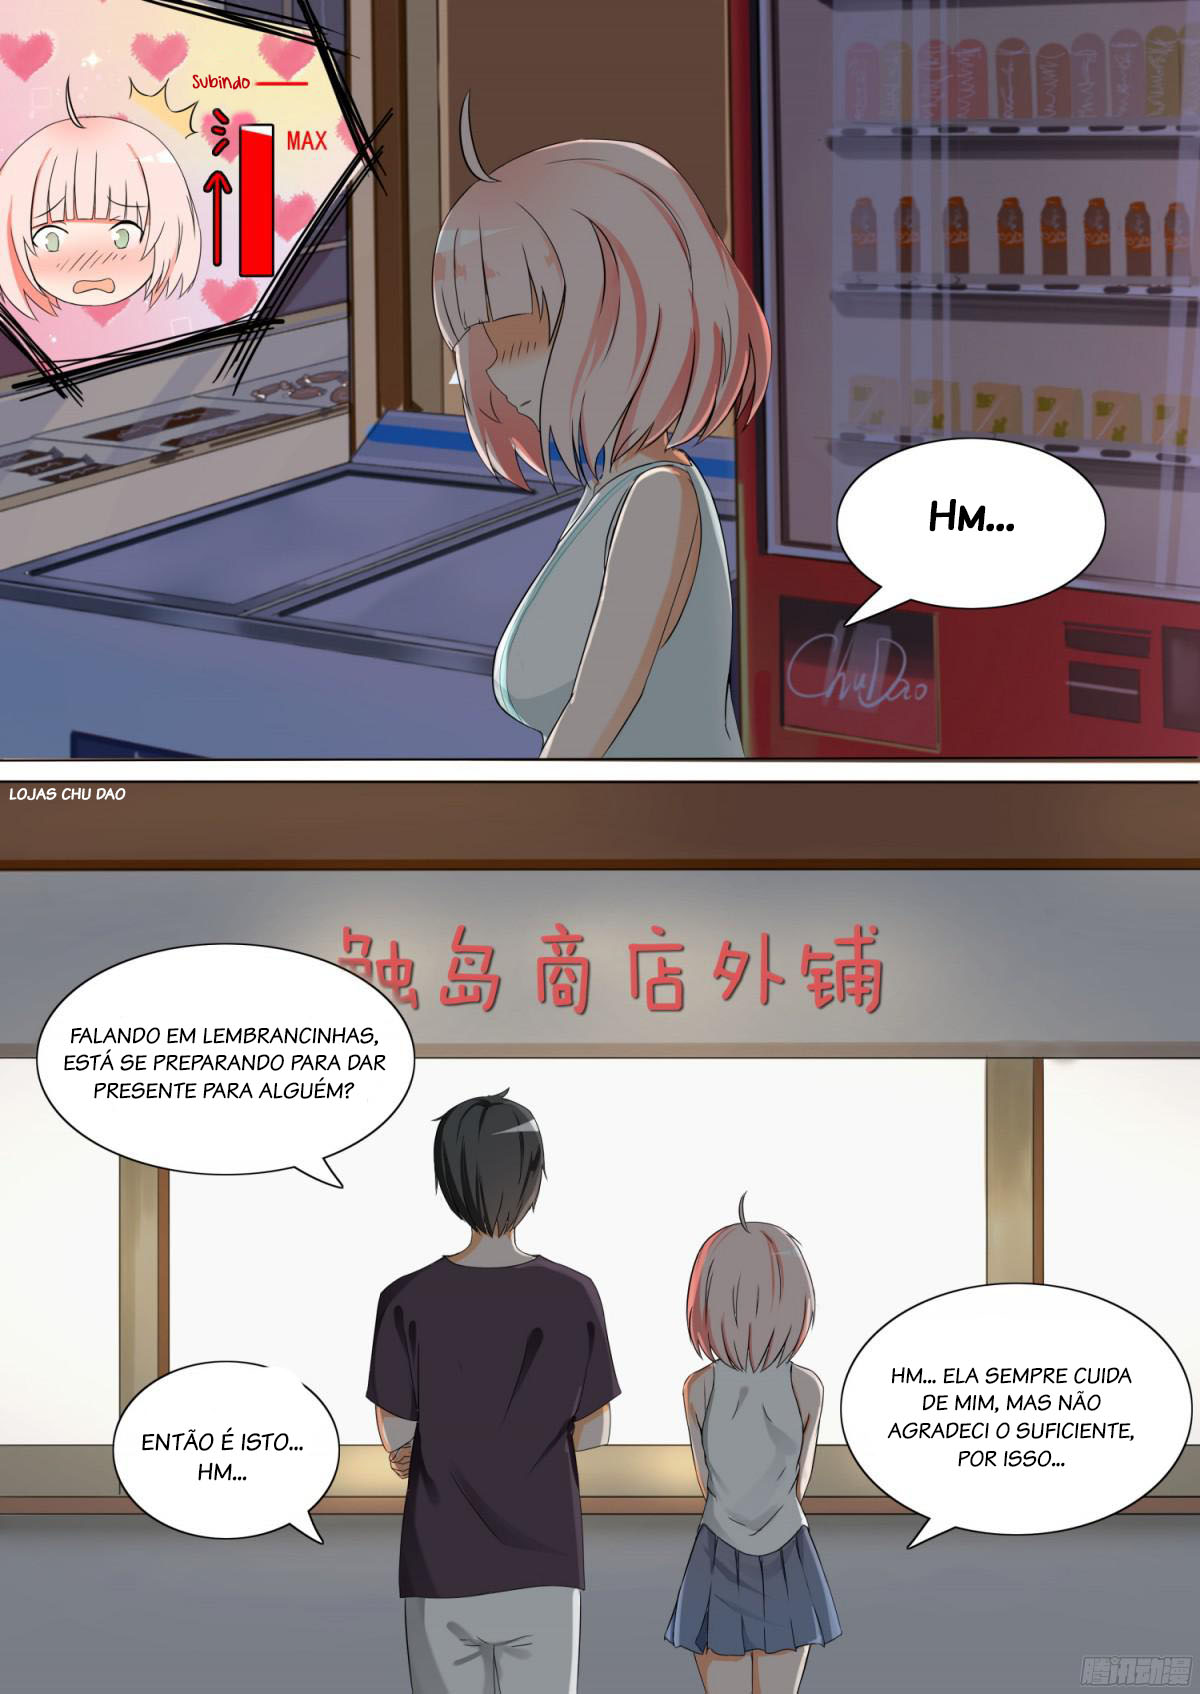 Subindo
MAX
HM...
ChuDao
LOJAS CHU DAO
触岛商店外铺
FALANDO EM LEMBRANCINHAS,
ESTÁ SE PREPARANDO PARA DAR
PRESENTE PARA ALGUÉM?
ENTÃO É ISTO...
HM...
HM... ELA SEMPRE CUIDA
DE MIM, MAS NÃO
AGRADECI O SUFICIENTE,
POR ISSO...
腾讯动漫